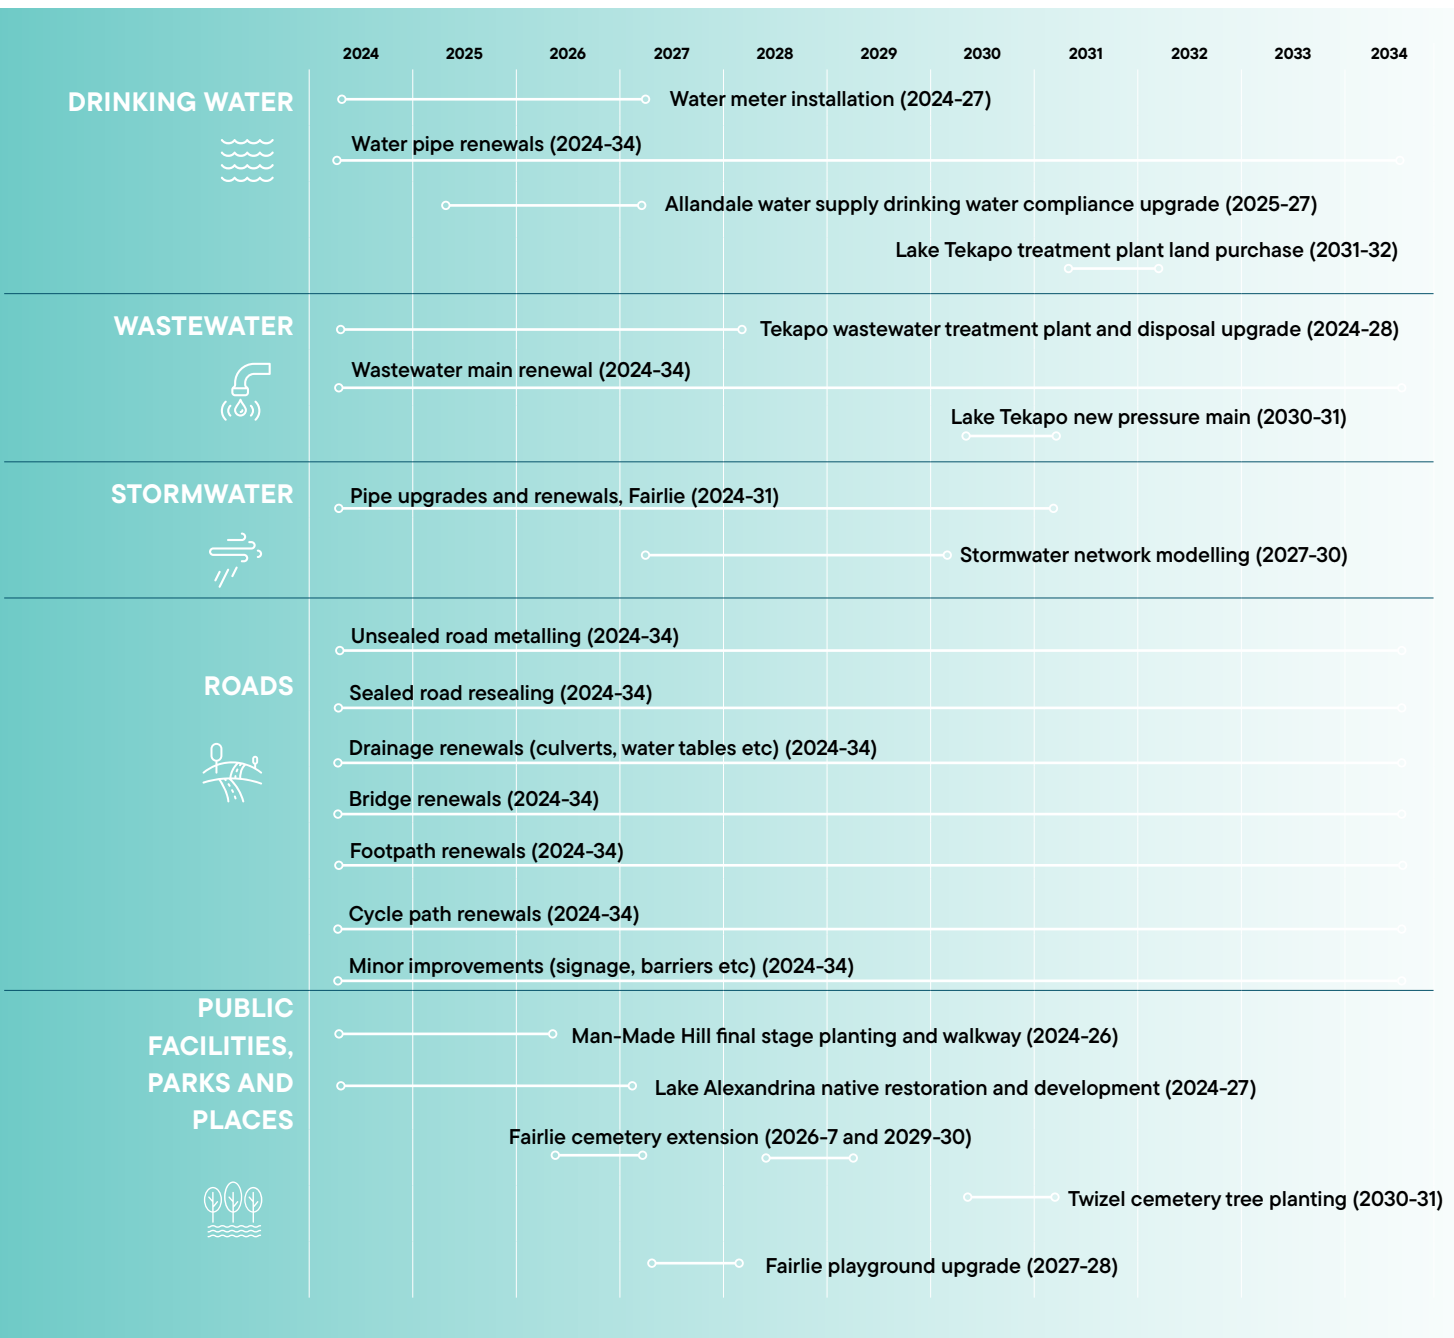 2024 2025 2026 2027 2028 2029 2030 2031 2032 2033 2034
DRINKING WATER
Water meter installation (2024-27)
Water pipe renewals (2024-34)
Allandale water supply drinking water compliance upgrade (2025-27)
Lake Tekapo treatment plant land purchase (2031-32)
WASTEWATER
Tekapo wastewater treatment plant and disposal upgrade (2024-28)
Wastewater main renewal (2024-34)
Lake Tekapo new pressure main (2030-31)
STORMWATER
Pipe upgrades and renewals, Fairlie (2024-31)
Stormwater network modelling (2027-30)
ROADS
Unsealed road metalling (2024-34)
Sealed road resealing (2024-34)
Drainage renewals (culverts, water tables etc) (2024-34)
Bridge renewals (2024-34)
Footpath renewals (2024-34)
Cycle path renewals (2024-34)
Minor improvements (signage, barriers etc) (2024-34)
PUBLIC
FACILITIES,
PARKS AND
PLACES
Man-Made Hill final stage planting and walkway (2024-26)
Lake Alexandrina native restoration and development (2024-27)
Fairlie cemetery extension (2026-7 and 2029-30)
Twizel cemetery tree planting (2030-31)
Fairlie playground upgrade (2027-28)